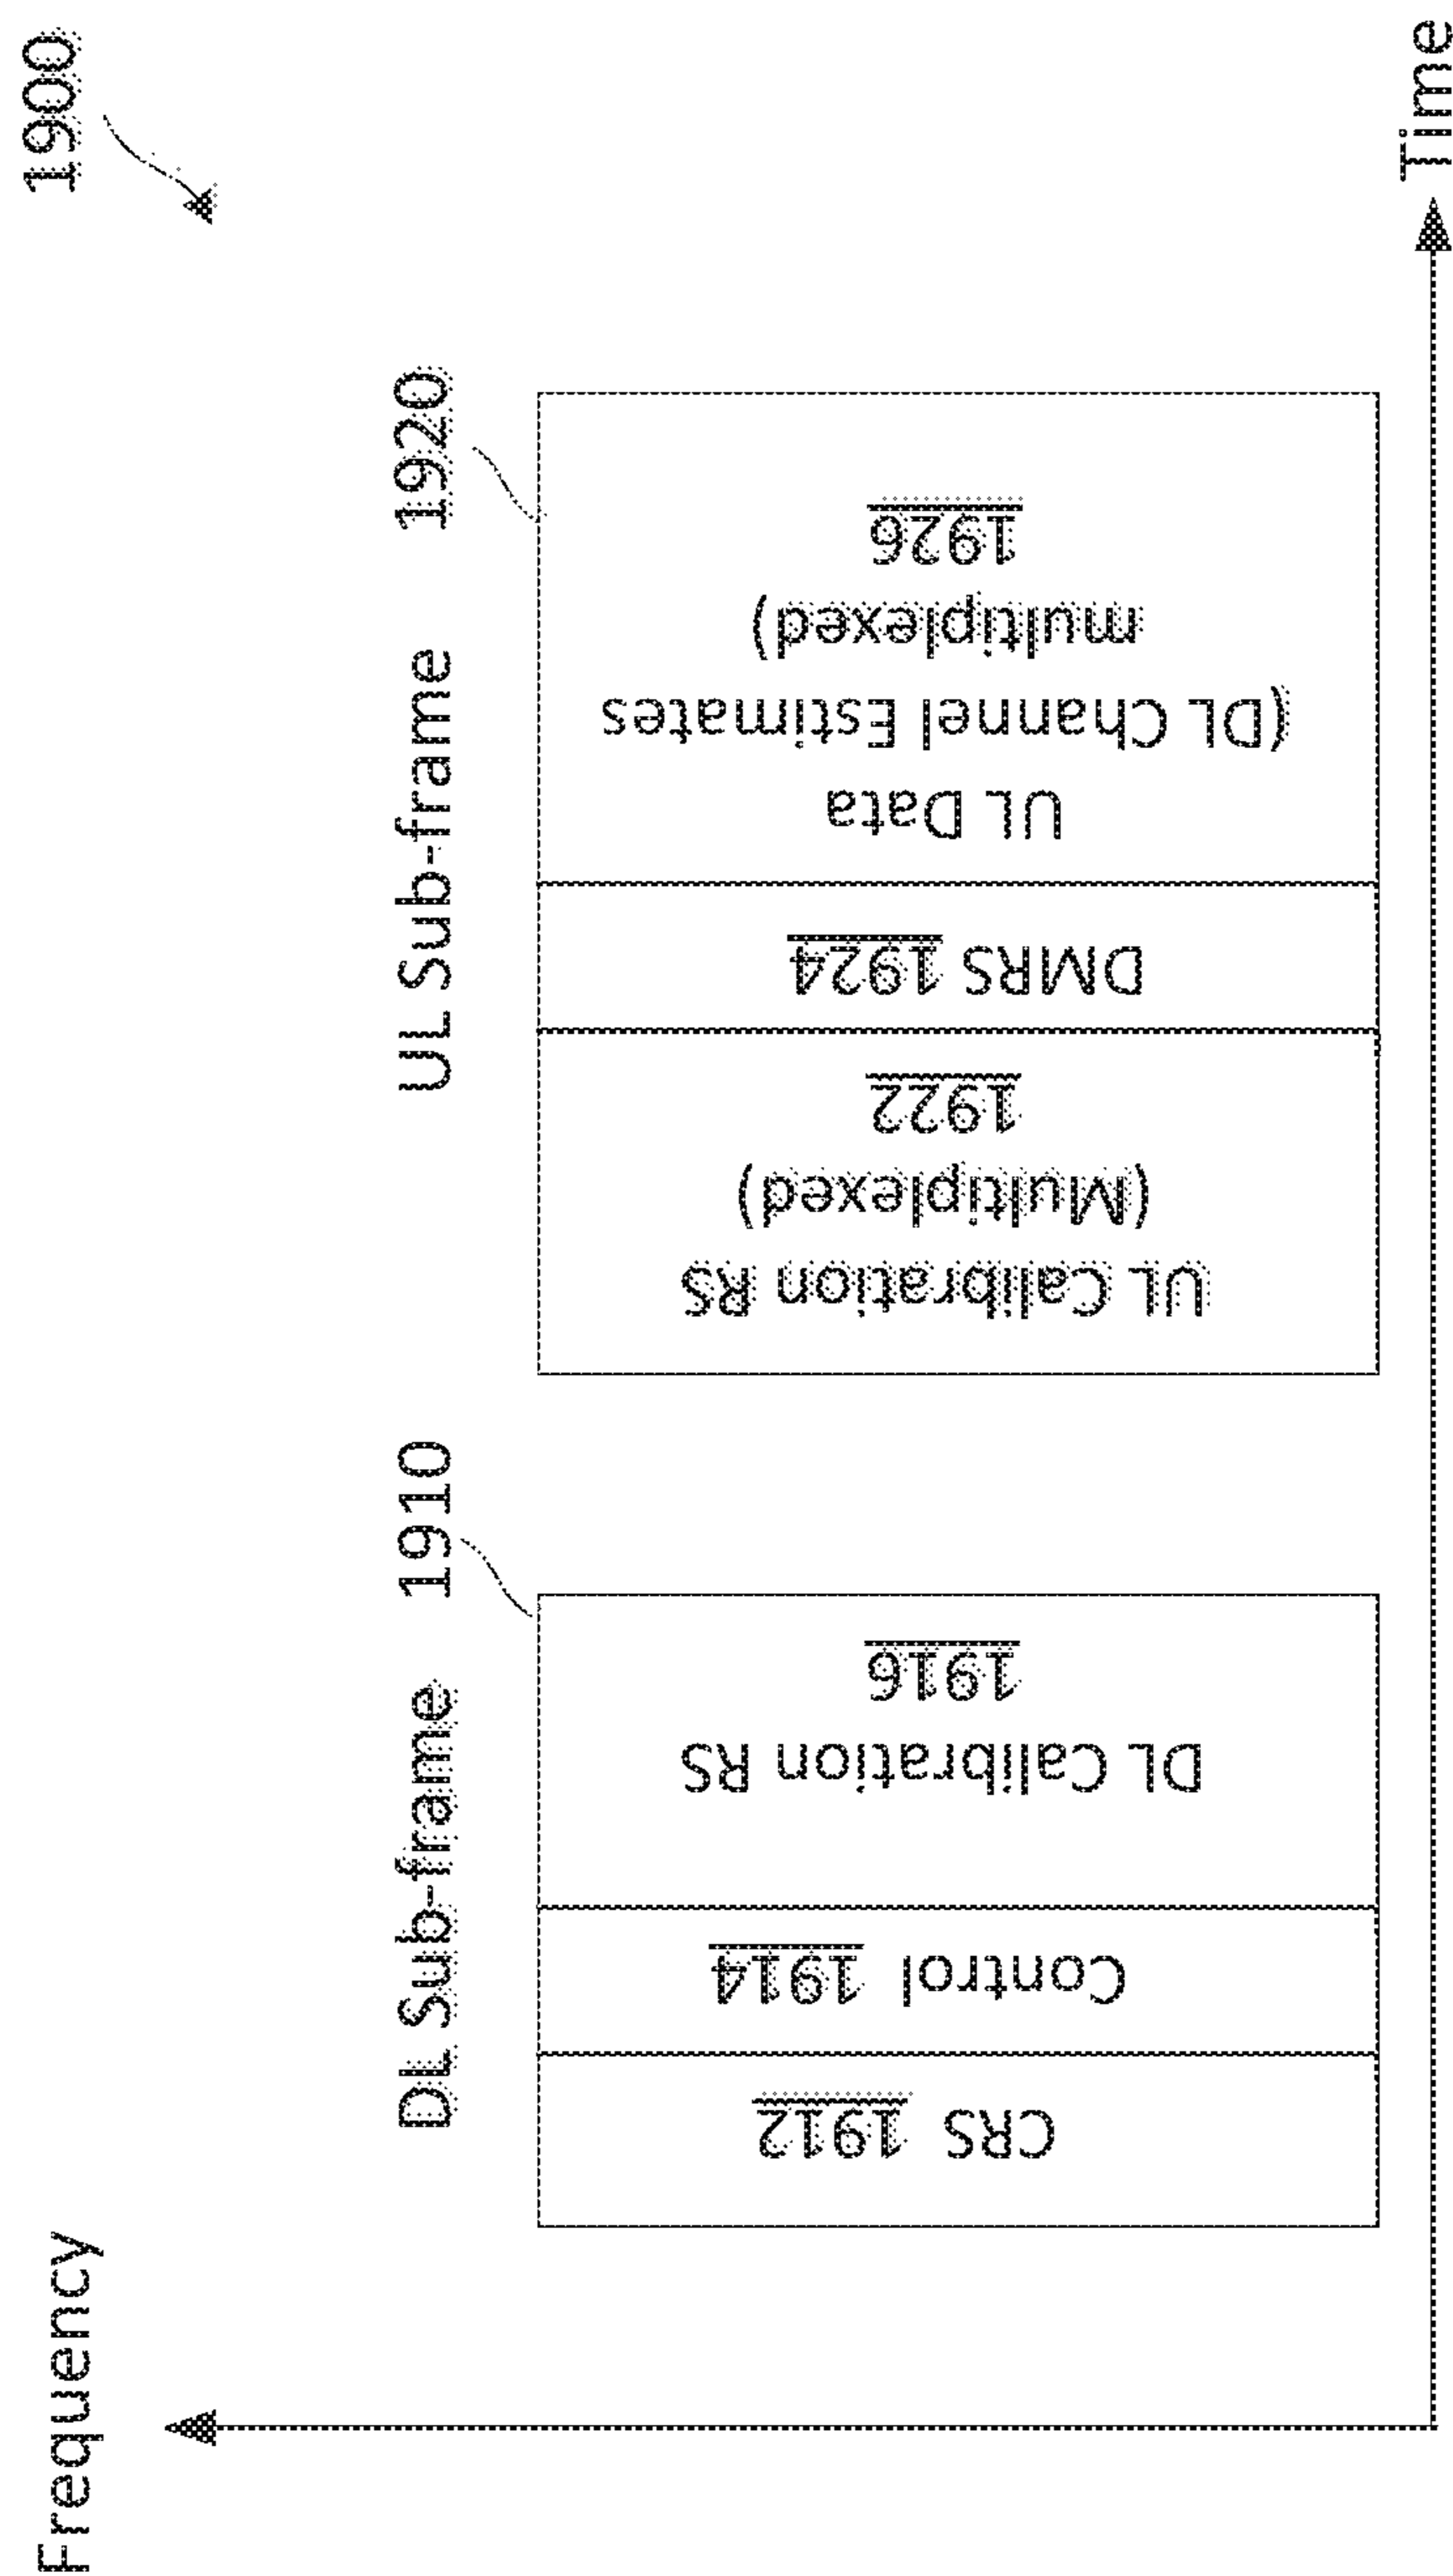 Frequency
1900
DL Sub-frame
1910
UL Sub-frame
1920
CRS 1912
Control 1914
DL Calibration RS
1916
UL Calibration RS
(Multiplexed)
1922
DMRS 1924
UL Data
(DL Channel Estimates
multiplexed)
1926
Time